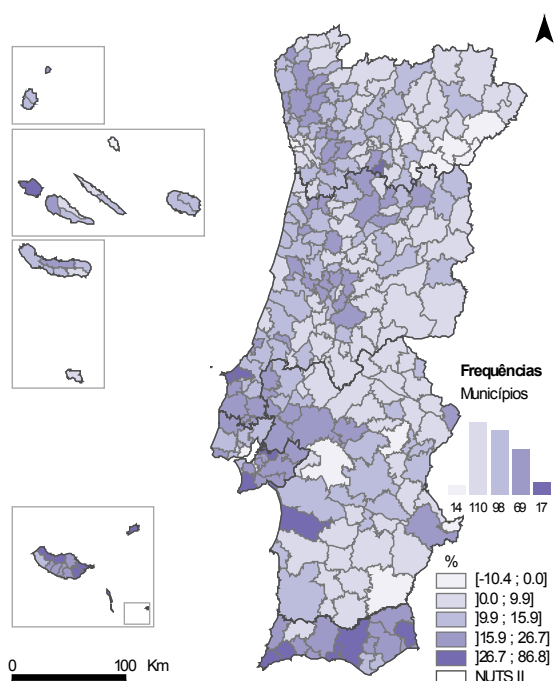 Frequências
Municípios
14 110 98 69 17
%
[-10.4 ; 0.0]
]0.0 ; 9.9]
]9.9 ; 15.9]
]15.9 ; 26.7]
]26.7 ; 86.8]
NUTS II
0 100 Km